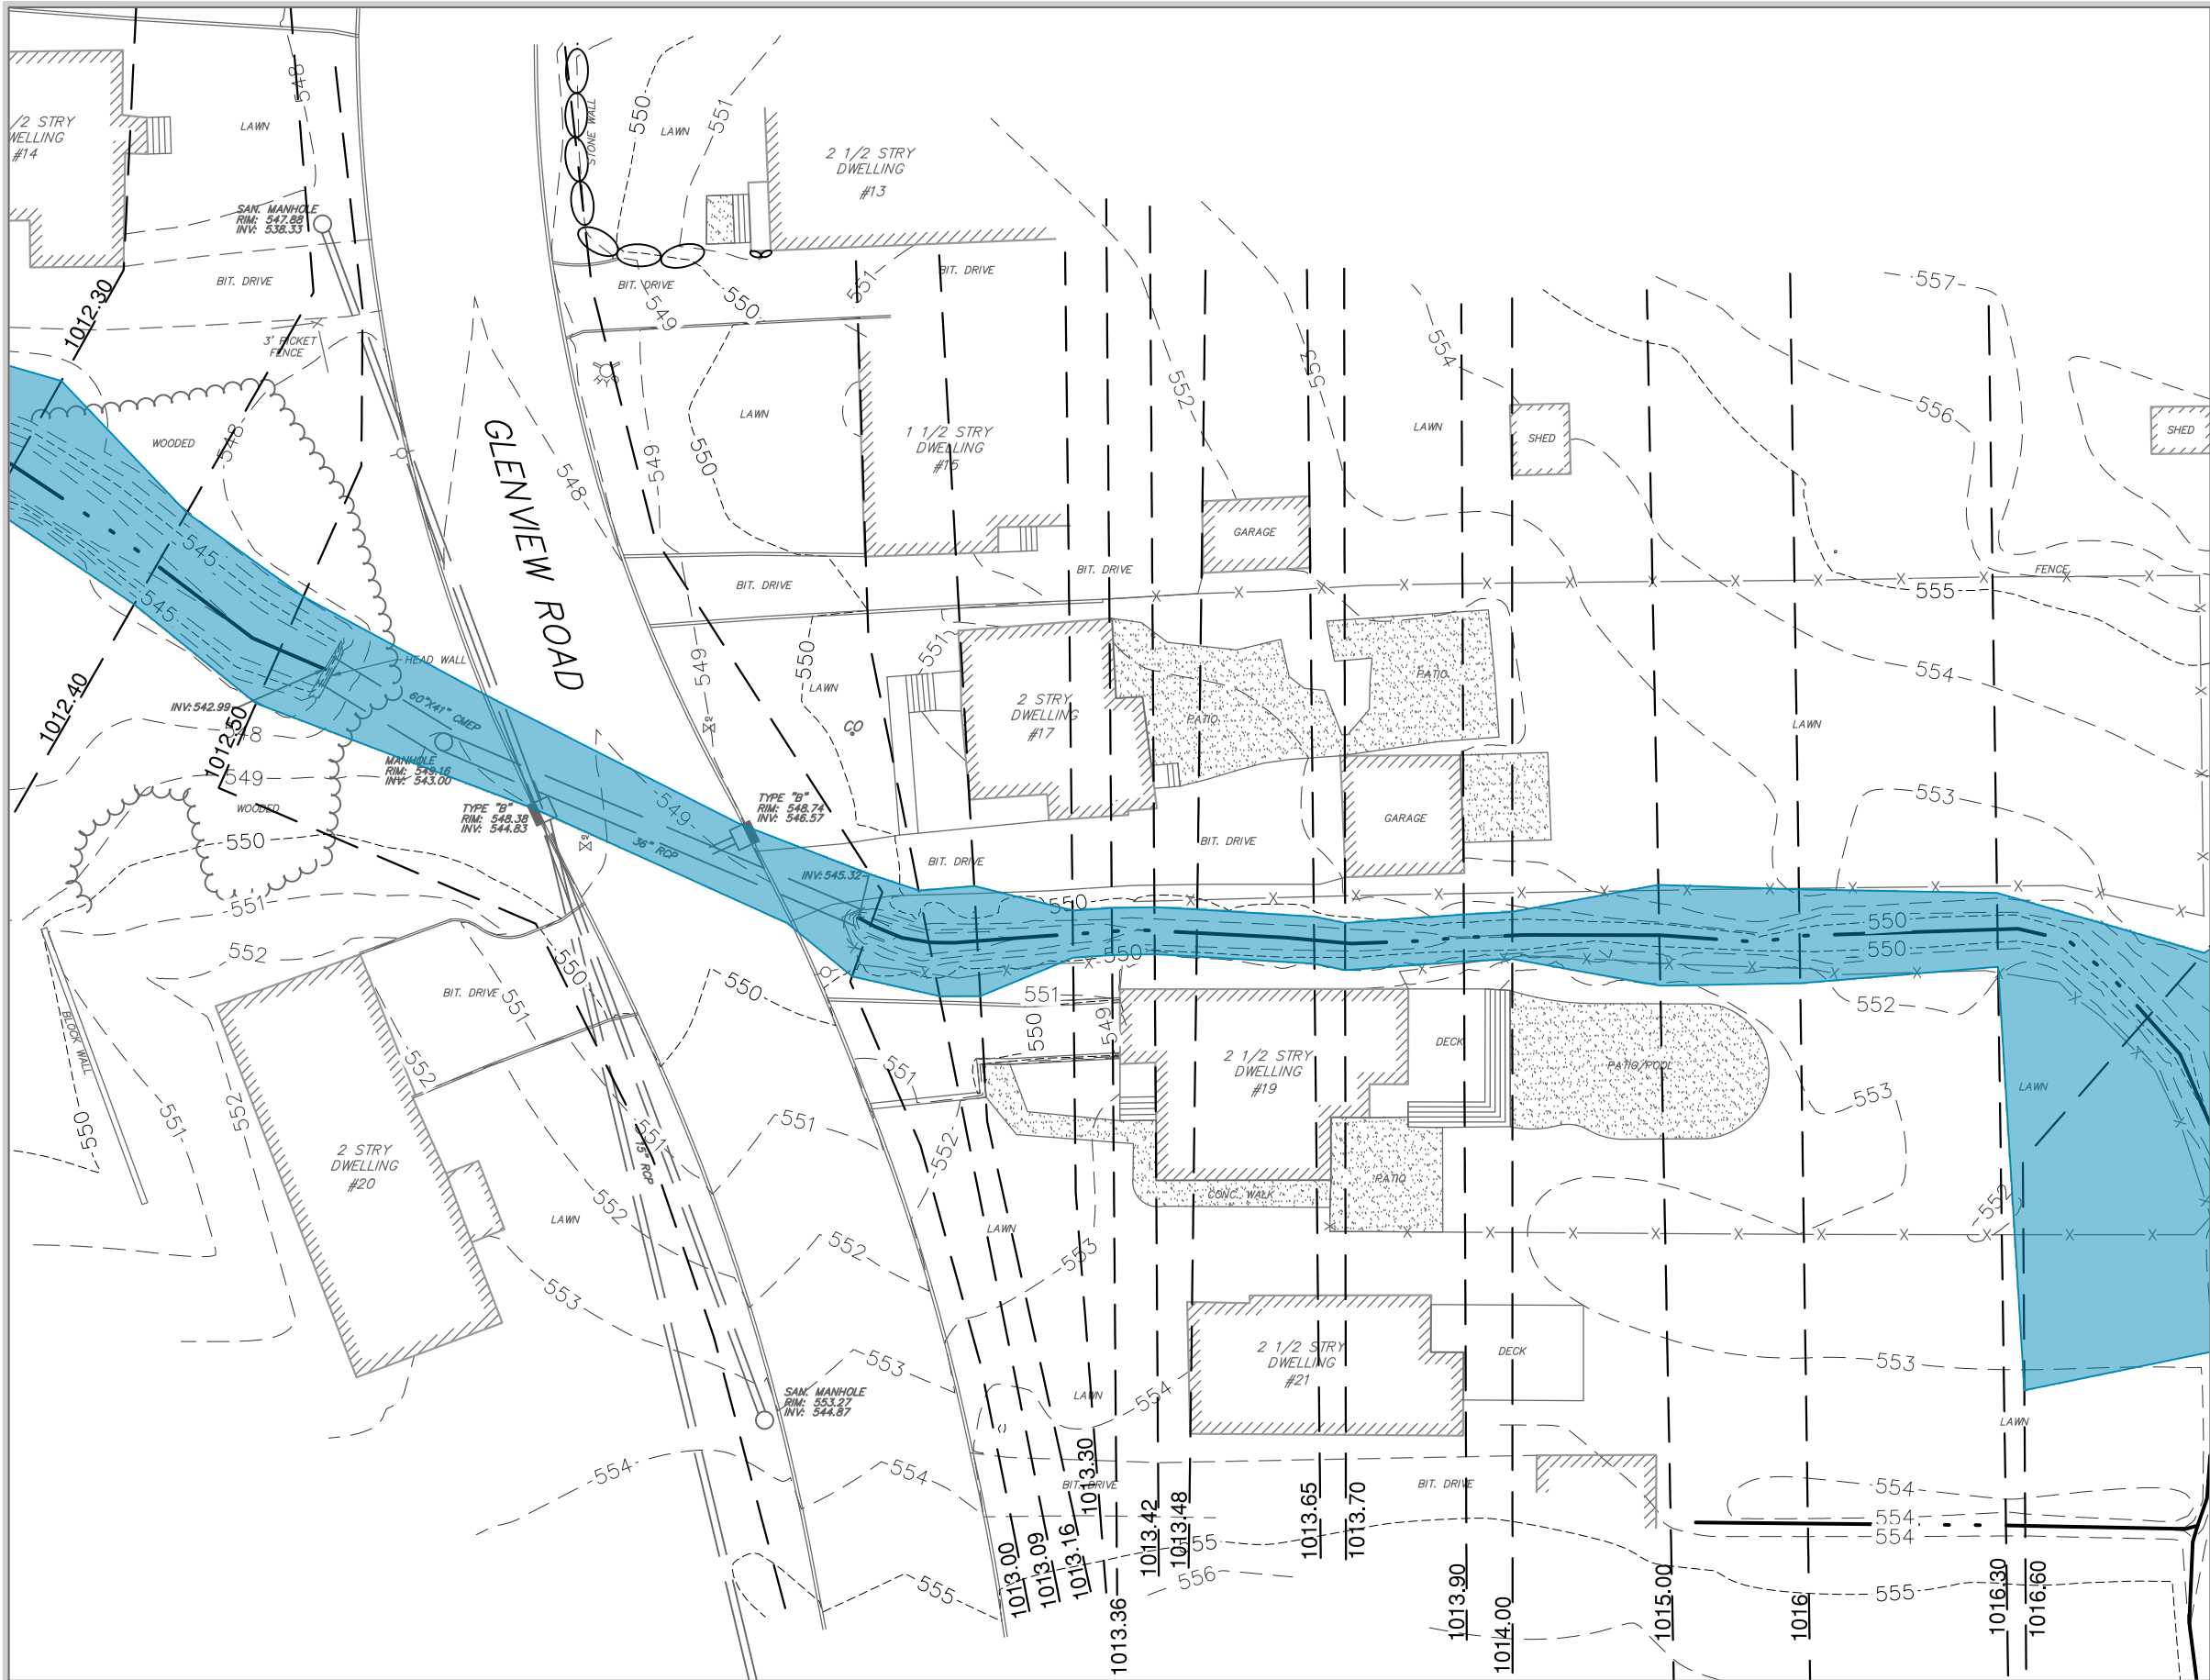 548
550
551
LAWN
LAWN
STONE WALL
1/2 STRY
WELLING
#14
2 1/2 STRY
DWELLING
#13
SAN. MANHOLE
RIM: 547.88
INV: 538.33
BIT. DRIVE
BIT. DRIVE
BIT. DRIVE
549
550
551
557
1012.30
3' PICKET
FENCE
552
553
554
556
WOODED
548
GLENVIEW ROAD
548
549
550
LAWN
1 1/2 STRY
DWELLING
#15
LAWN
SHED
SHED
GARAGE
545
545
BIT. DRIVE
BIT. DRIVE
FENCE
555
HEAD WALL
549
550
551
LAWN
2 STRY
DWELLING
#17
PATIO
PATIO
554
LAWN
1012.40
INV:542.99
1012.50
548
549
60"X41" CMEP
CO
MANHOLE
RIM: 549.16
INV: 543.00
WOODED
TYPE "B"
RIM: 548.38
INV: 544.83
549
TYPE "B"
RIM: 548.74
INV: 546.57
36" RCP
INV:545.32
BIT. DRIVE
BIT. DRIVE
GARAGE
553
550
551
552
550
550
550
550
BIT. DRIVE
550
551
550
551
550
549
552
BLOCK WALL
550
551
552
552
2 1/2 STRY
DWELLING
#19
DECK
PATIO/POOL
LAWN
553
551
552
551
551
15" RCP
2 STRY
DWELLING
#20
LAWN
552
552
553
CONC. WALK
PATIO
LAWN
552
553
553
553
2 1/2 STRY
DWELLING
#21
DECK
LAWN
554
LAWN
SAN. MANHOLE
RIM: 553.27
INV: 544.87
554
554
BIT. DRIVE
BIT. DRIVE
554
554
554
555
555
556
555
1013.00
1013.09
1013.16
1013.30
1013.36
1013.42
1013.48
1013.65
1013.70
1013.90
1014.00
1015.00
1016
1016.30
1016.60